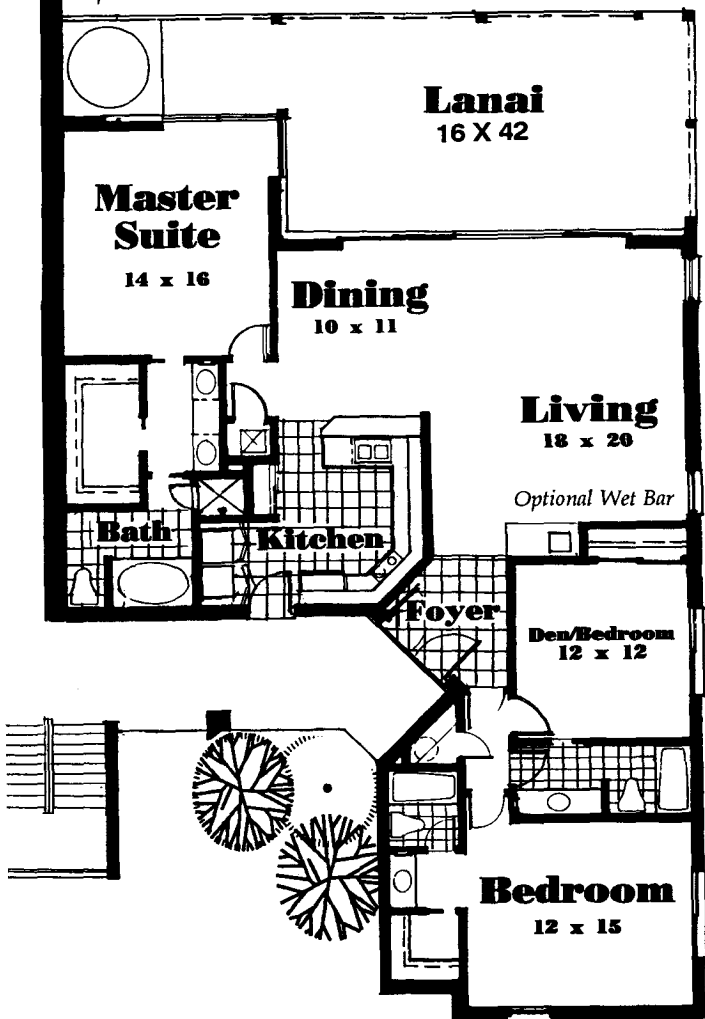 Lanai
16 X 42
Master
Suite
14 x 16
Dining
10 x 11
Living
18 x 20
Optional Wet Bar
Bath
Kitchen
Foyer
Den/Bedroom
12 x 12
Bedroom
12 x 15